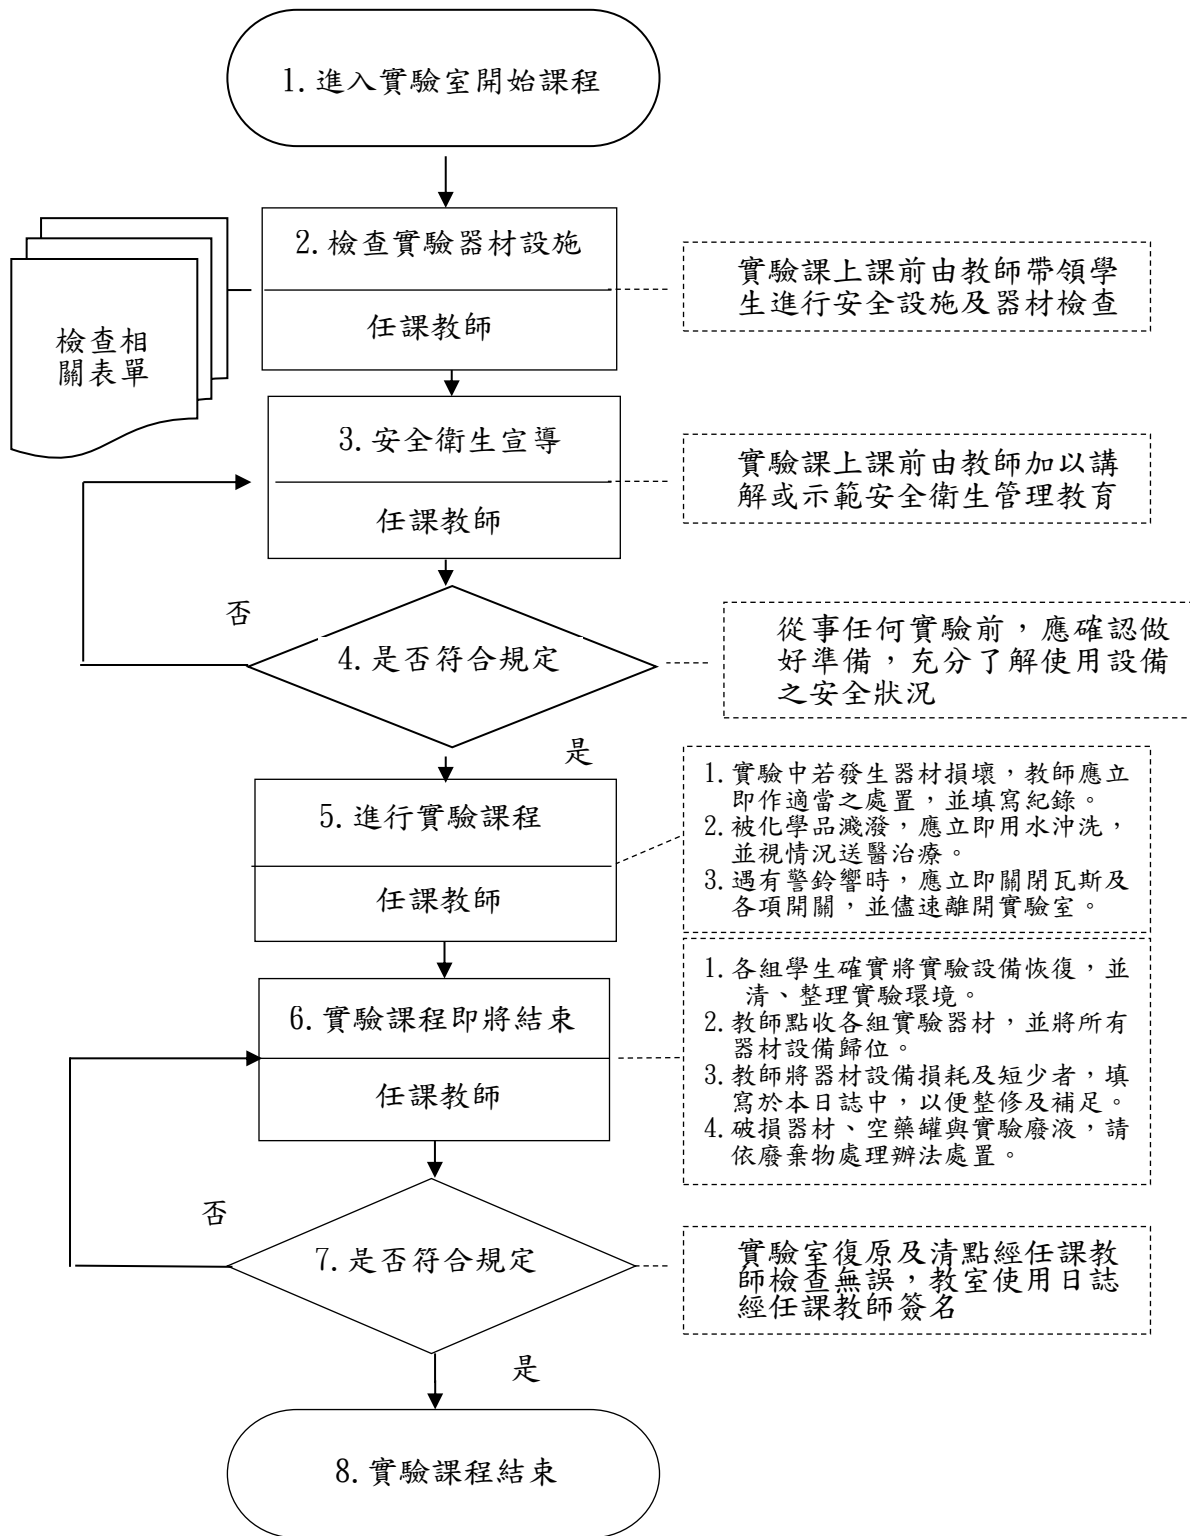 1.進入實驗室開始課程
2.檢查實驗器材設施
任課教師
檢查相
關表單
實驗課上課前由教師帶領學
生進行安全設施及器材檢查
3.安全衛生宣導
任課教師
實驗課上課前由教師加以講
解或示範安全衛生管理教育
否
4.是否符合規定
從事任何實驗前，應確認做
好準備，充分了解使用設備
之安全狀況
是
5.進行實驗課程
任課教師
1.實驗中若發生器材損壞，教師應立
即作適當之處置，並填寫紀錄。
2.被化學品濺潑，應立即用水沖洗，
並視情況送醫治療。
3.遇有警鈴響時，應立即關閉瓦斯及
各項開關，並儘速離開實驗室。
6.實驗課程即將結束
任課教師
1.各組學生確實將實驗設備恢復，並
清、整理實驗環境。
2.教師點收各組實驗器材，並將所有
器材設備歸位。
3.教師將器材設備損耗及短少者，填
寫於本日誌中，以便整修及補足。
4.破損器材、空藥罐與實驗廢液，請
依廢棄物處理辦法處置。
否
7.是否符合規定
實驗室復原及清點經任課教
師檢查無誤，教室使用日誌
經任課教師簽名
是
8.實驗課程結束